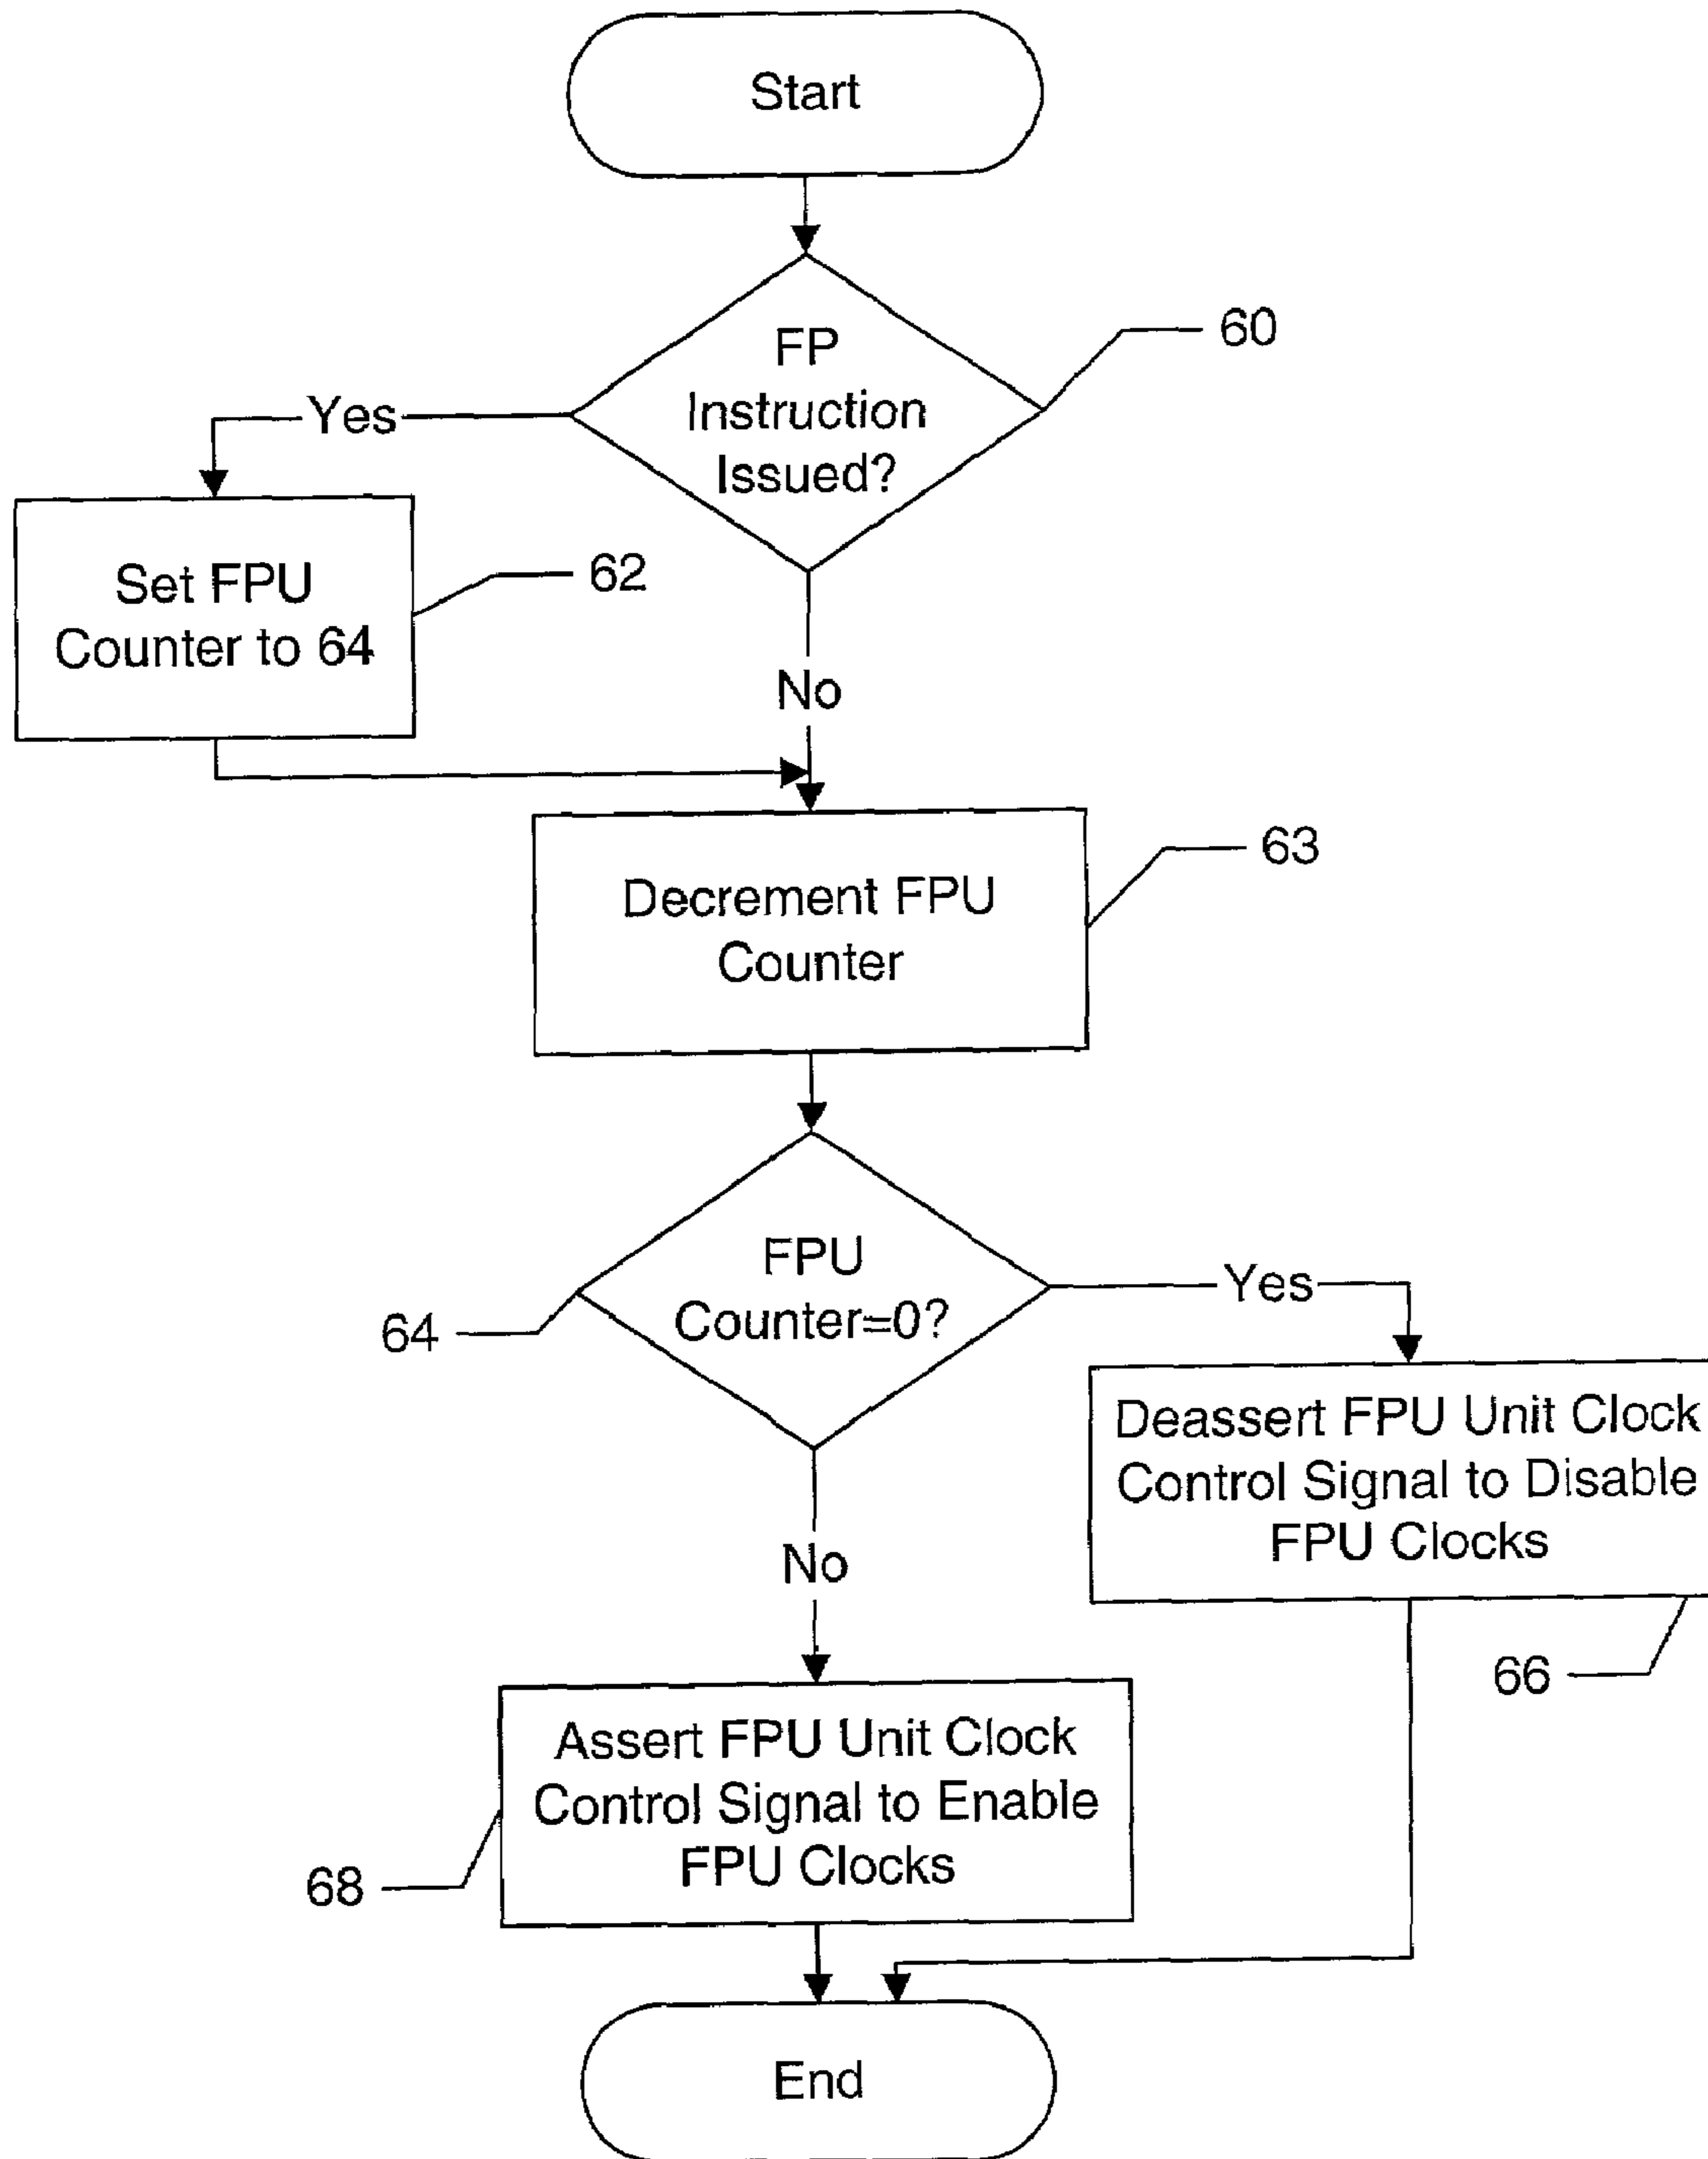 Start
FP
Instruction
Issued?
60
Yes
Set FPU
Counter to 64
62
No
Decrement FPU
Counter
63
FPU
Counter=0?
64
Yes
Deassert FPU Unit Clock
Control Signal to Disable
FPU Clocks
66
No
Assert FPU Unit Clock
Control Signal to Enable
FPU Clocks
68
End